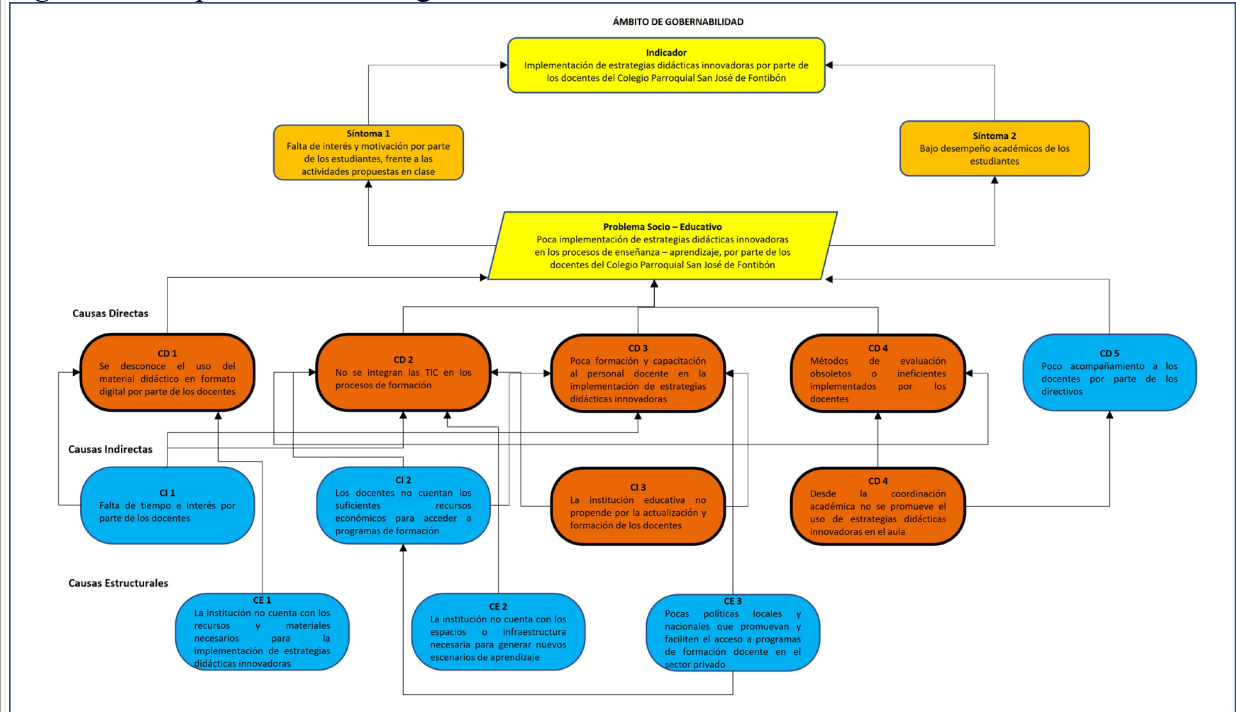 ÁMBITO DE GOBERNABILIDAD
Indicador
Implementación de estrategias didácticas innovadoras por parte de
los docentes del Colegio Parroquial San José de Fontibón
Síntoma 1
Falta de interés y motivación por parte
de los estudiantes, frente a las
actividades propuestas en clase
Síntoma 2
Bajo desempeño académicos de los
estudiantes
Problema Socio – Educativo
Poca implementación de estrategias didácticas innovadoras
en los procesos de enseñanza – aprendizaje, por parte de los
docentes del Colegio Parroquial San José de Fontibón
Causas Directas
CD 1
Se desconoce el uso del
material didáctico en formato
digital por parte de los docentes
CD 2
No se integran las TIC en los
procesos de formación
CD 3
Poca formación y capacitación
al personal docente en la
implementación de estrategias
didácticas innovadoras
CD 4
Métodos de evaluación
obsoletos o ineficientes
implementados por los
docentes
CD 5
Poco acompañamiento a los
docentes por parte de los
directivos
Causas Indirectas
CI 1
Falta de tiempo e interés por
parte de los docentes
CI 2
Los docentes no cuentan los
suficientes recursos
económicos para acceder a
programas de formación
CI 3
La institución educativa no
propende por la actualización y
formación de los docentes
CD 4
Desde la coordinación
académica no se promueve el
uso de estrategias didácticas
innovadoras en el aula
Causas Estructurales
CE 1
La institución no cuenta con los
recursos y materiales
necesarios para la
implementación de estrategias
didácticas innovadoras
CE 2
La institución no cuenta con los
espacios o infraestructura
necesaria para generar nuevos
escenarios de aprendizaje
CE 3
Pocas políticas locales y
nacionales que promuevan y
faciliten el acceso a programas
de formación docente en el
sector privado